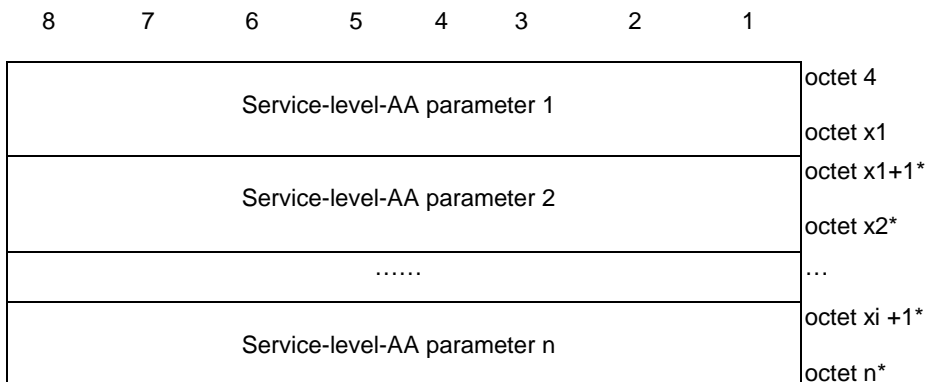 8 7 6 5 4 3 2 1
octet 4
Service-level-AA parameter 1
octet x1
octet x1+1*
Service-level-AA parameter 2
octet x2*
…… …
octet xi +1*
Service-level-AA parameter n
octet n*